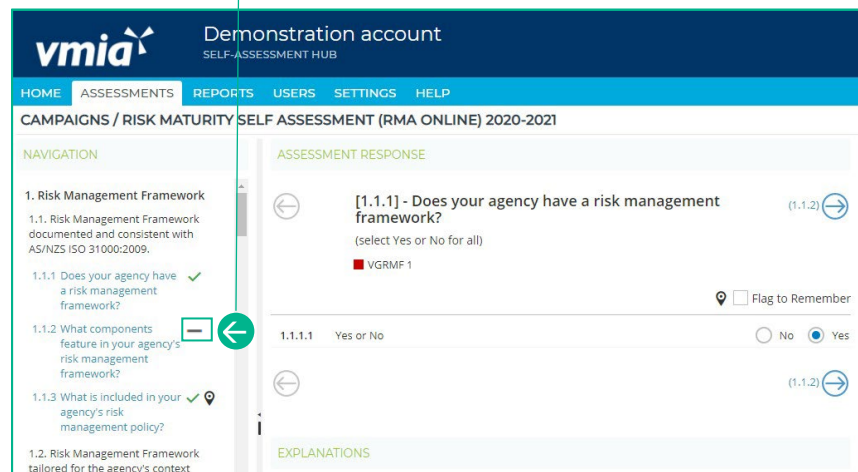 vmia
Demonstration account
SELF-ASSESSMENT HUB
HOME ASSESSMENTS REPORTS USERS SETTINGS HELP
CAMPAIGNS / RISK MATURITY SELF ASSESSMENT (RMA ONLINE) 2020-2021
NAVIGATION
1. Risk Management Framework
1.1. Risk Management Framework
documented and consistent with
AS/NZS ISO 31000:2009.
1.1.1 Does your agency have
a risk management
framework?
1.1.2 What components
feature in your agency's
risk management
framework?
1.1.3 What is included in your
agency's risk
management policy?
1.2. Risk Management Framework
tailored for the agency's context
ASSESSMENT RESPONSE
[1.1.1] - Does your agency have a risk management
framework?
(1.1.2)
(select Yes or No for all)
VGRMF 1
Flag to Remember
1.1.1.1 Yes or No No Yes
(1.1.2)
EXPLANATIONS